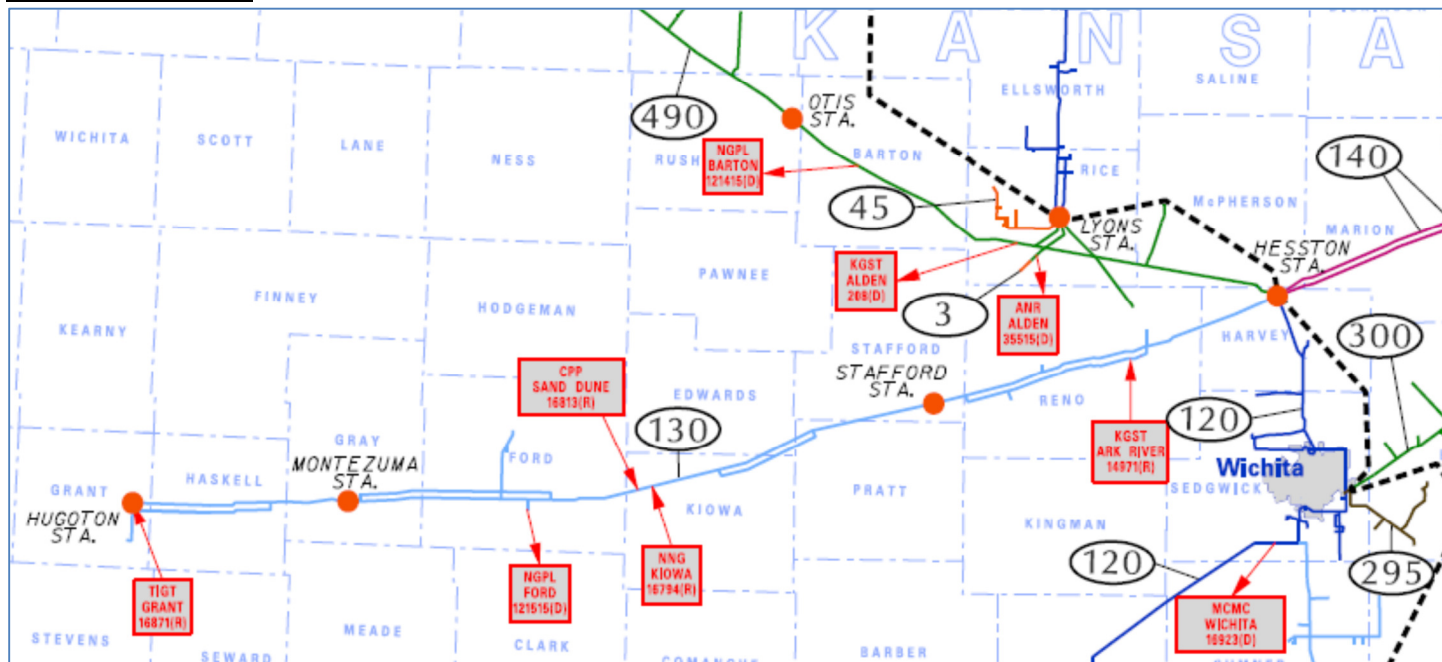 K A N S A
SALINE
ELLSWORTH
OTIS
STA.
490
WICHITA
SCOTT
LANE
NESS
RUSH
NGPL
BARTON
121415(D)
BARTON
RICE
140
45
McPHERSON
MARION
LYONS
STA.
HESSTON
STA.
KGST
ALDEN
208(D)
PAWNEE
FINNEY
HODGEMAN
3
ANR
ALDEN
35515(D)
KEARNY
STAFFORD
STAFFORD
STA.
HARVEY
300
CPP
SAND DUNE
16813(R)
EDWARDS
RENO
120
130
KGST
ARK RIVER
14971(R)
GRAY
MONTEZUMA
STA.
FORD
HASKELL
GRANT
HUGOTON
STA.
Wichita
SEDGWICK
PRATT
KIOWA
KINGMAN
120
295
TIGT
GRANT
16871(R)
NGPL
FORD
121515(D)
NNG
KIOWA
16794(R)
MCMC
WICHITA
16923(D)
STEVENS
SEWARD
MEADE
CLARK
COMANCHE
BARBER
SUMNER